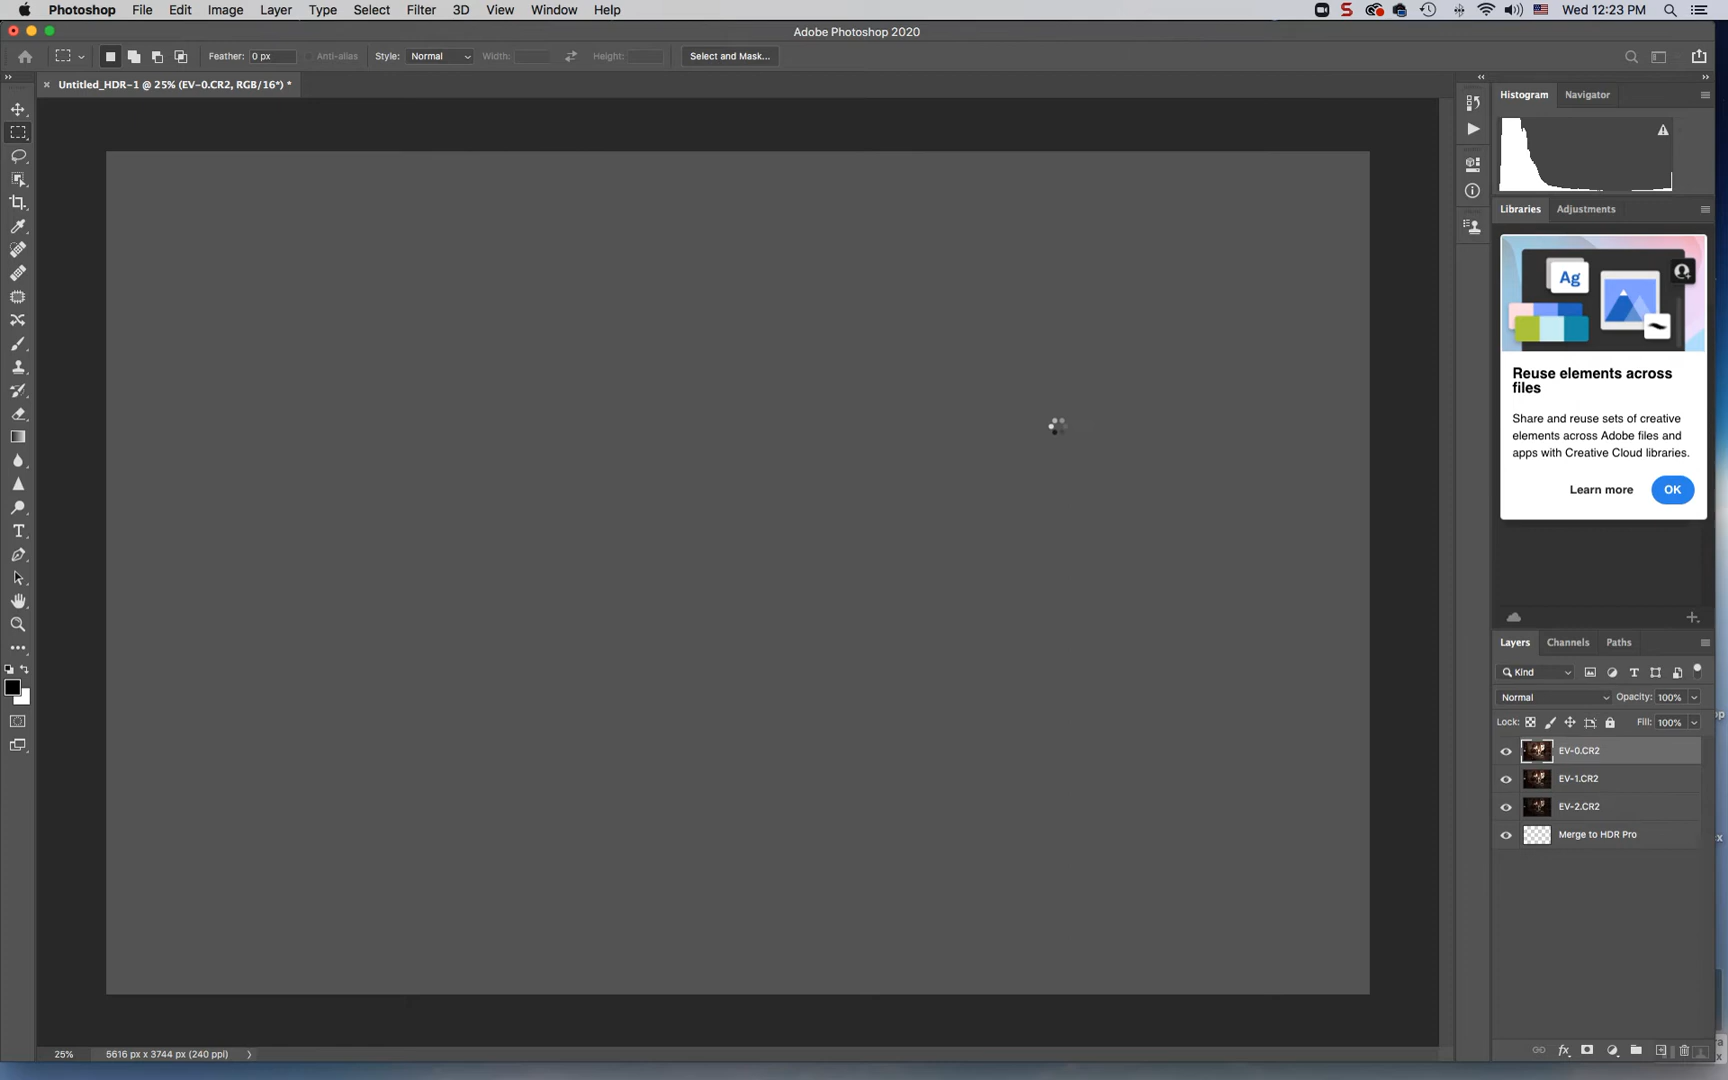 Photoshop File Edit Image Layer Type Select Filter 3D View Window Help Wed 12:23 PM
Adobe Photoshop 2020
Feather: 0 px Anti-alias Style: Normal Width: Height: Select and Mask...
Untitled_HDR-1 @ 25% (EV-0.CR2, RGB/16*) *
Histogram Navigator
Libraries Adjustments
Ag
Reuse elements across
files
Share and reuse sets of creative
elements across Adobe files and
apps with Creative Cloud libraries.
Learn more OK
Layers Channels Paths
Kind
Normal Opacity: 100%
Lock: Fill: 100%
EV-0.CR2
EV-1.CR2
EV-2.CR2
Merge to HDR Pro
fx
25% 5616 px x 3744 px (240 ppi)